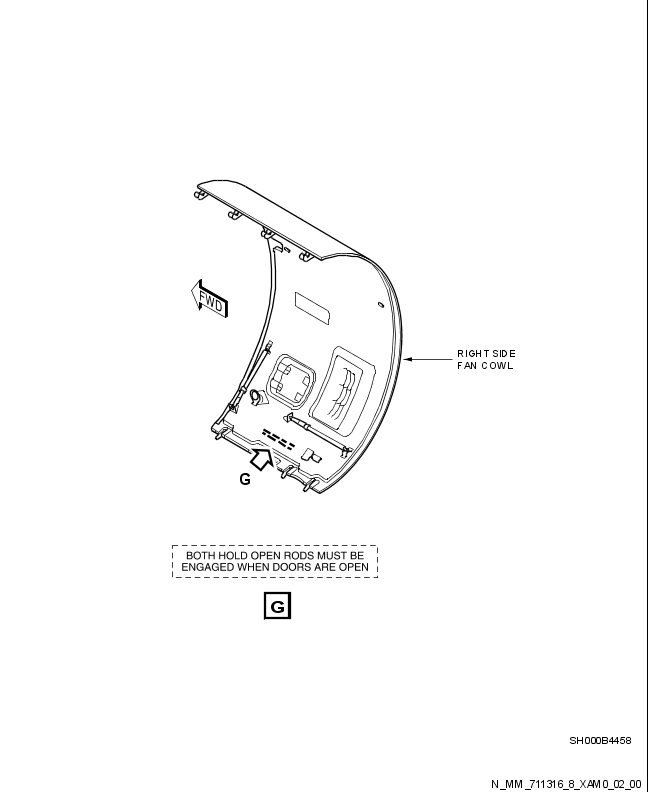 FWD
RIGHT SIDE
FAN COWL
G
BOTH HOLD OPEN RODS MUST BE
ENGAGED WHEN DOORS ARE OPEN
G
SH000B4458
N_MM_711316_8_XAM0_02_00